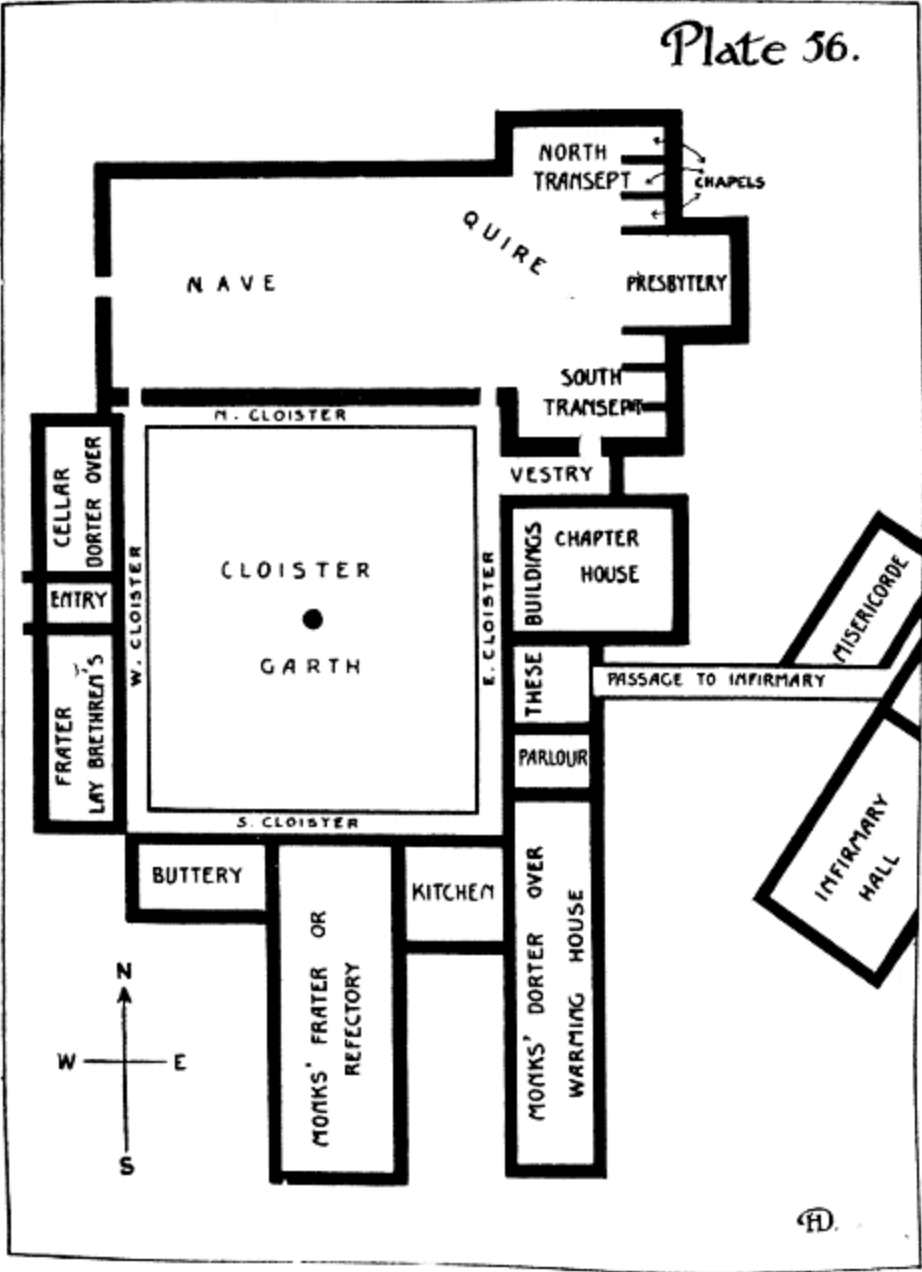 Plate 56.
NORTH
TRANSEPT
CHAPELS
QUIRE
NAVE
PRESBYTERY
SOUTH
TRANSEPT
N. CLOISTER
VESTRY
CELLAR
DORTER OVER
ENTRY
FRATER
LAY BRETHREN'S
W. CLOISTER
CLOISTER
GARTH
E. CLOISTER
S. CLOISTER
CHAPTER
HOUSE
THESE BUILDINGS
PARLOUR
MONKS' DORTER OVER
WARMING HOUSE
PASSAGE TO INFIRMARY
MISERICORDE
INFIRMARY
HALL
BUTTERY
KITCHEN
MONKS' FRATER OR
REFECTORY
N
W E
S
HD.